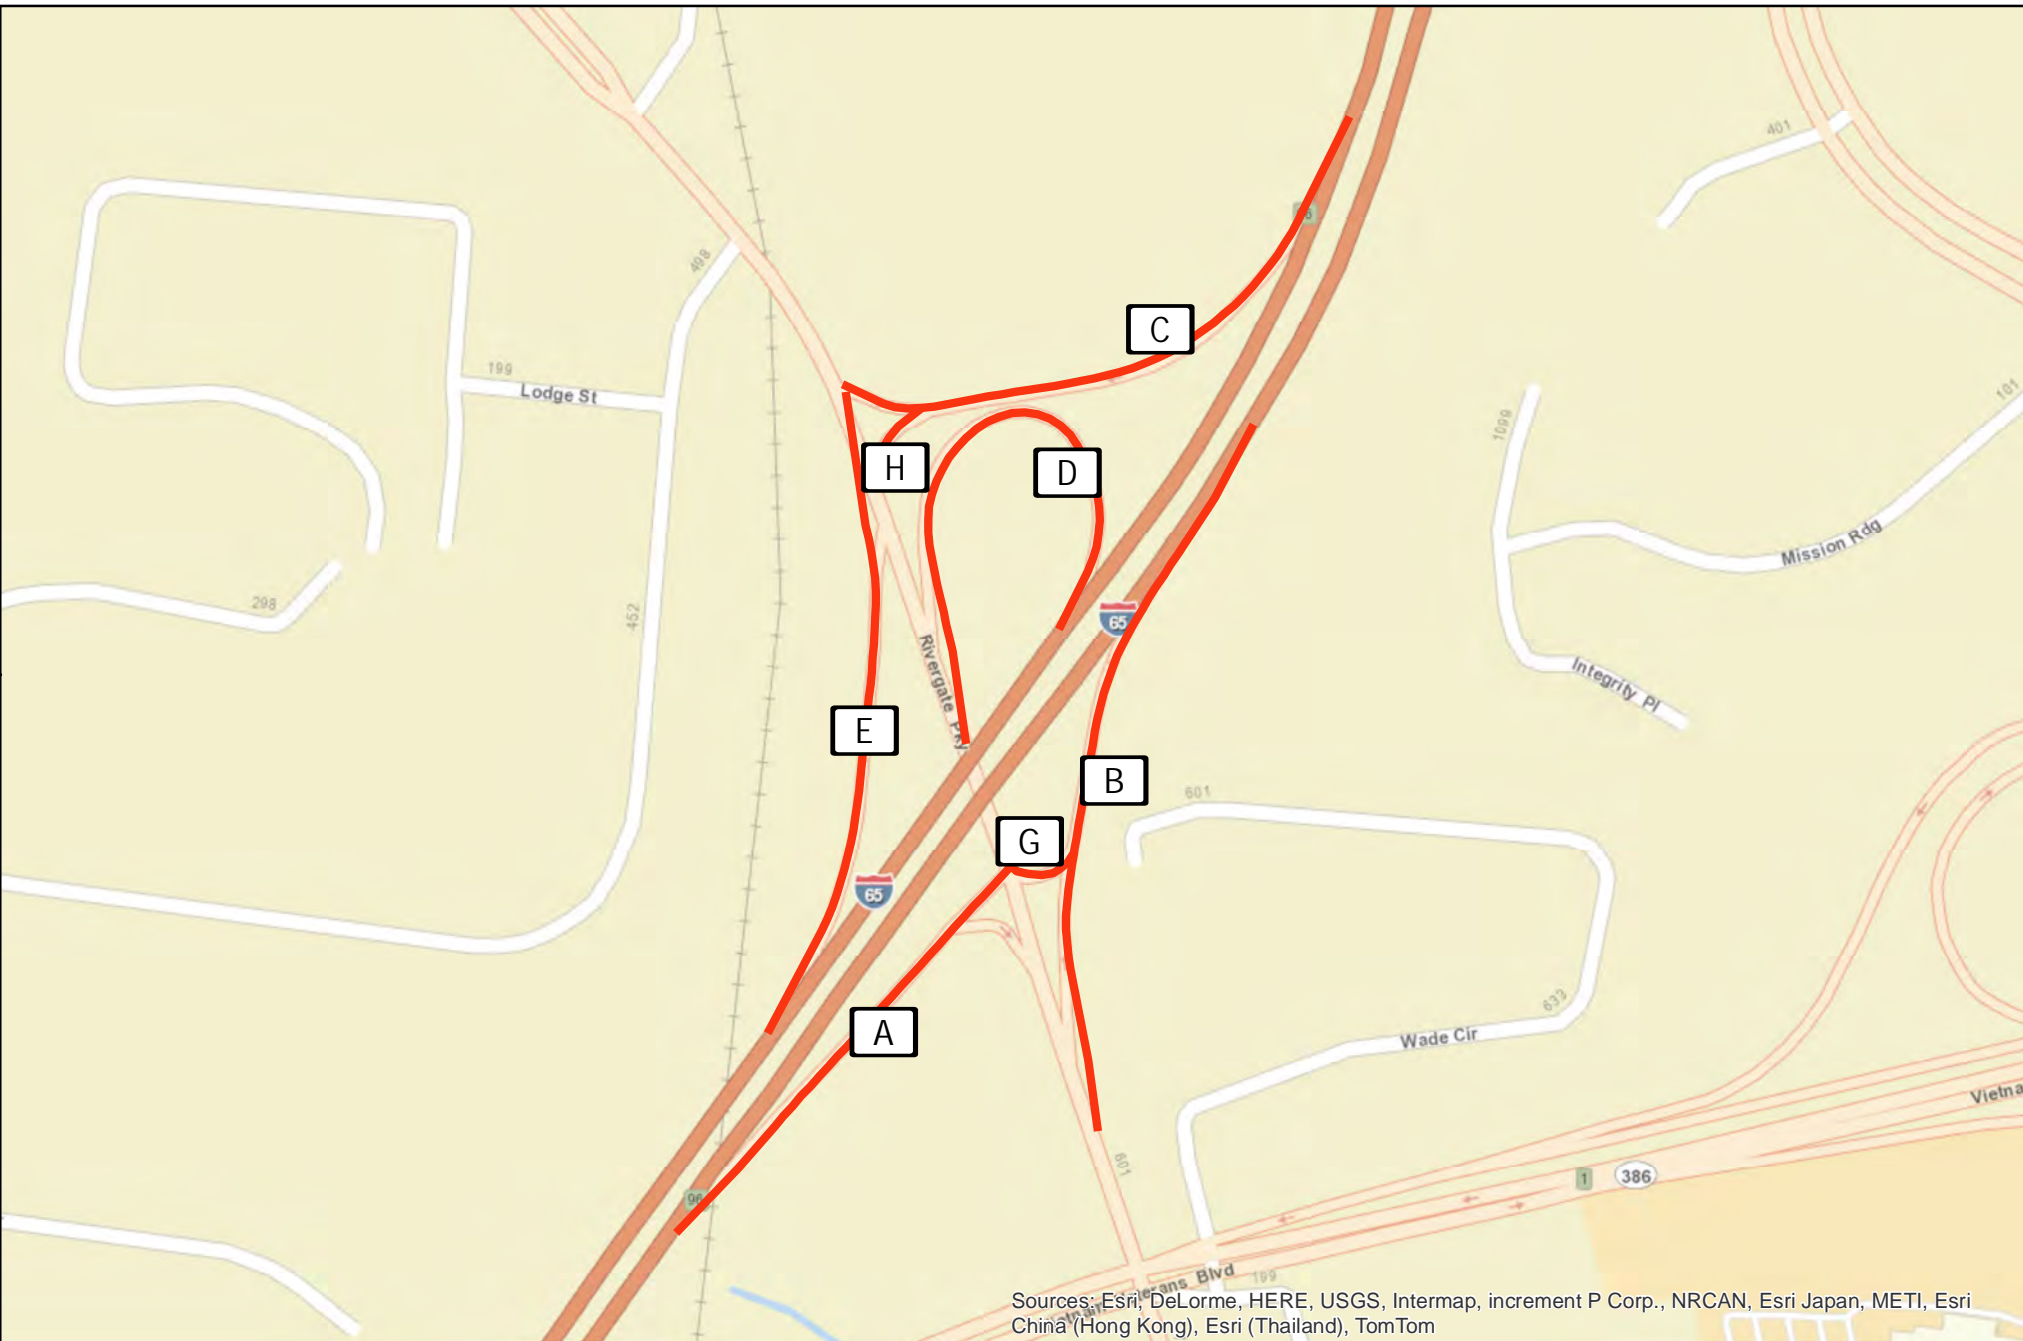 401
498
C
199
Lodge St
1099
101
H
D
Mission Rdg
298
452
65
Rivergate Pky
Integrity Pl
E
B
601
G
65
633
A
Wade Cir
Vietna
601
1
386
96
erans Blvd
199
Sources: Esri, DeLorme, HERE, USGS, Intermap, increment P Corp., NRCAN, Esri Japan, METI, Esri
China (Hong Kong), Esri (Thailand), TomTom